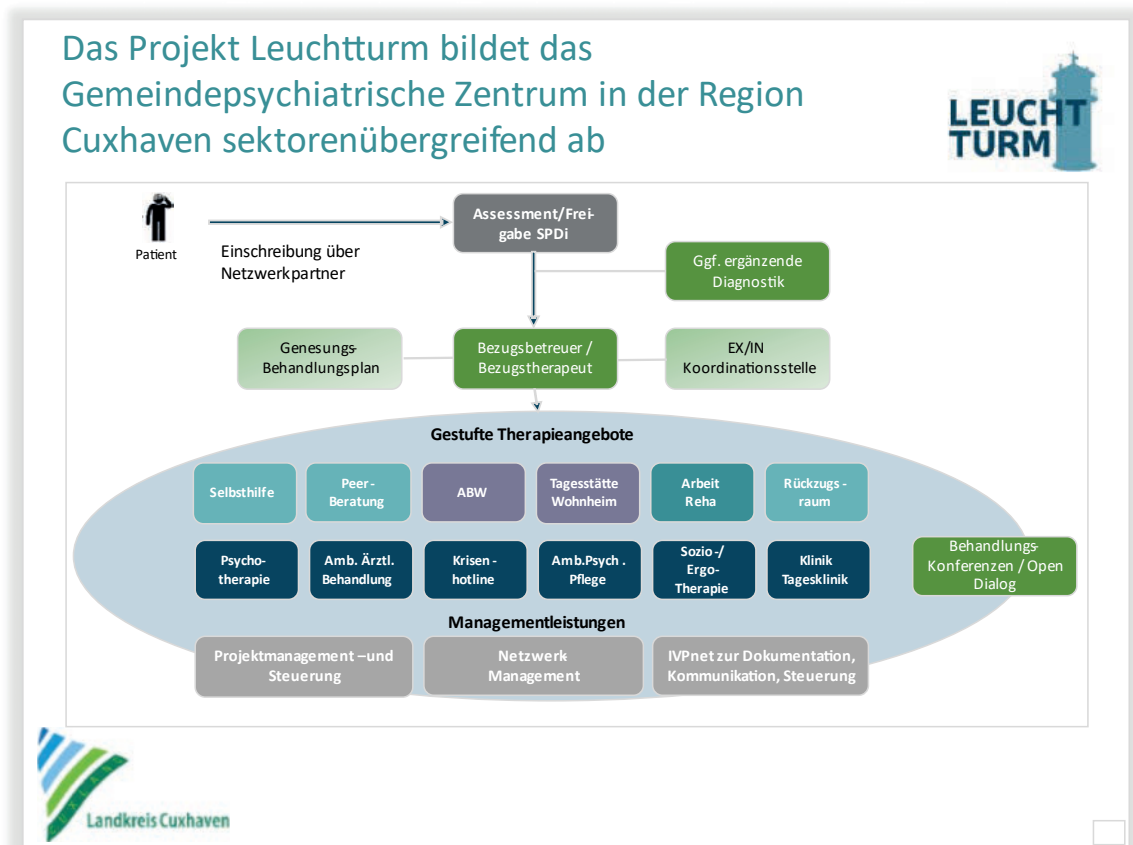 Das Projekt Leuchtturm bildet das
Gemeindepsychiatrische Zentrum in der Region
Cuxhaven sektorenübergreifend ab
LEUCHT
TURM
Patient
Einschreibung über
Netzwerkpartner
Assessment/Frei-
gabe SPDi
Ggf. ergänzende
Diagnostik
Genesungs-
Behandlungsplan
Bezugsbetreuer /
Bezugstherapeut
EX/IN
Koordinationsstelle
Gestufte Therapieangebote
Selbsthilfe
Peer-
Beratung
ABW
Tagesstätte
Wohnheim
Arbeit
Reha
Rückzugs -
raum
Psycho-
therapie
Amb. Ärztl.
Behandlung
Krisen -
hotline
Amb.Psych .
Pflege
Sozio-/
Ergo-
Therapie
Klinik
Tagesklinik
Behandlungs-
Konferenzen / Open
Dialog
Managementleistungen
Projektmanagement –und
Steuerung
Netzwerk-
Management
IVPnet zur Dokumentation,
Kommunikation, Steuerung
CUXLAND
Landkreis Cuxhaven